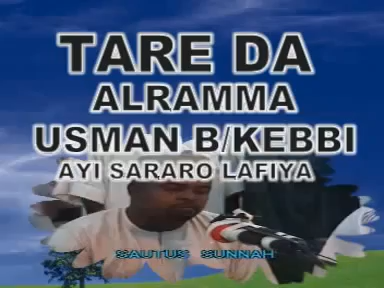 TARE DA
ALRAMMA
USMAN B/KEBBI
AYI SARARO LAFIYA
SAUTUS SUNNAH